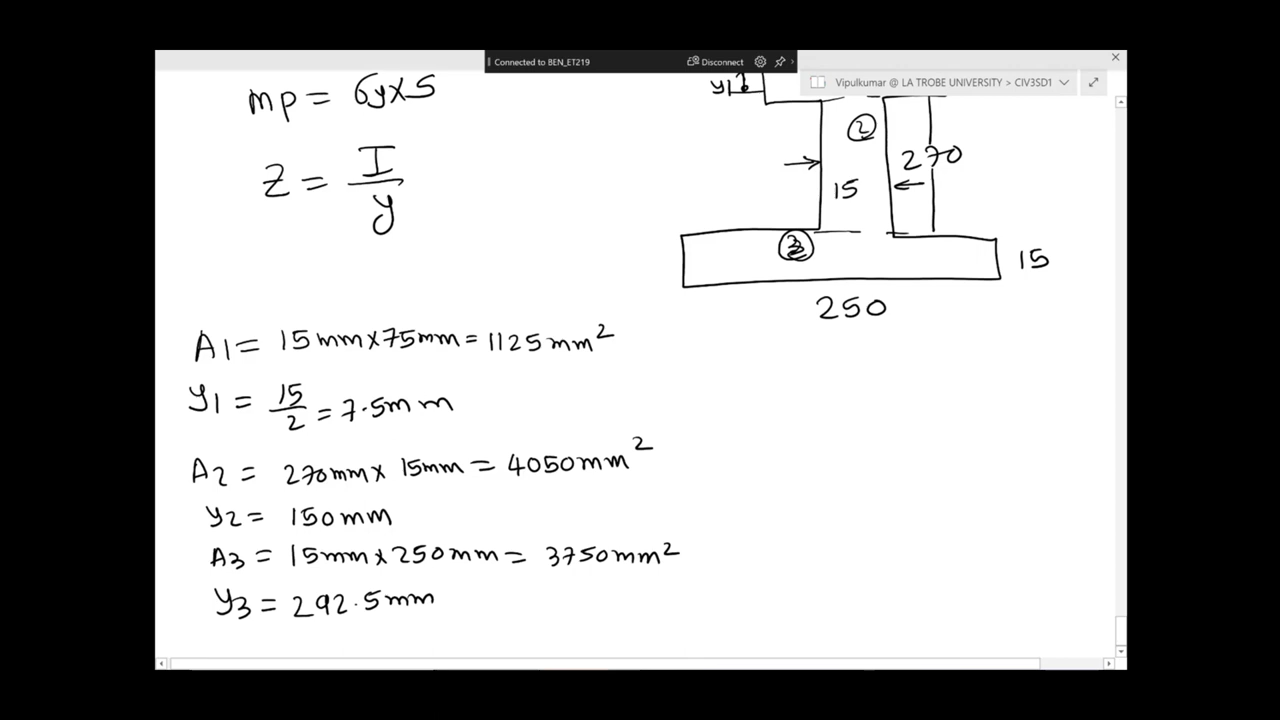 Connected to BEN_ET219
Disconnect
Vipulkumar @ LA TROBE UNIVERSITY > CIV3SD1
mp = 6y×S
Z = I/y
y1
2
270
15
3
15
250
A1 = 15mm×75mm = 1125mm²
y1 = 15/2 = 7.5mm
A2 = 270mm× 15mm = 4050mm²
y2 = 150mm
A3 = 15mm×250mm = 3750mm²
y3 = 292.5mm